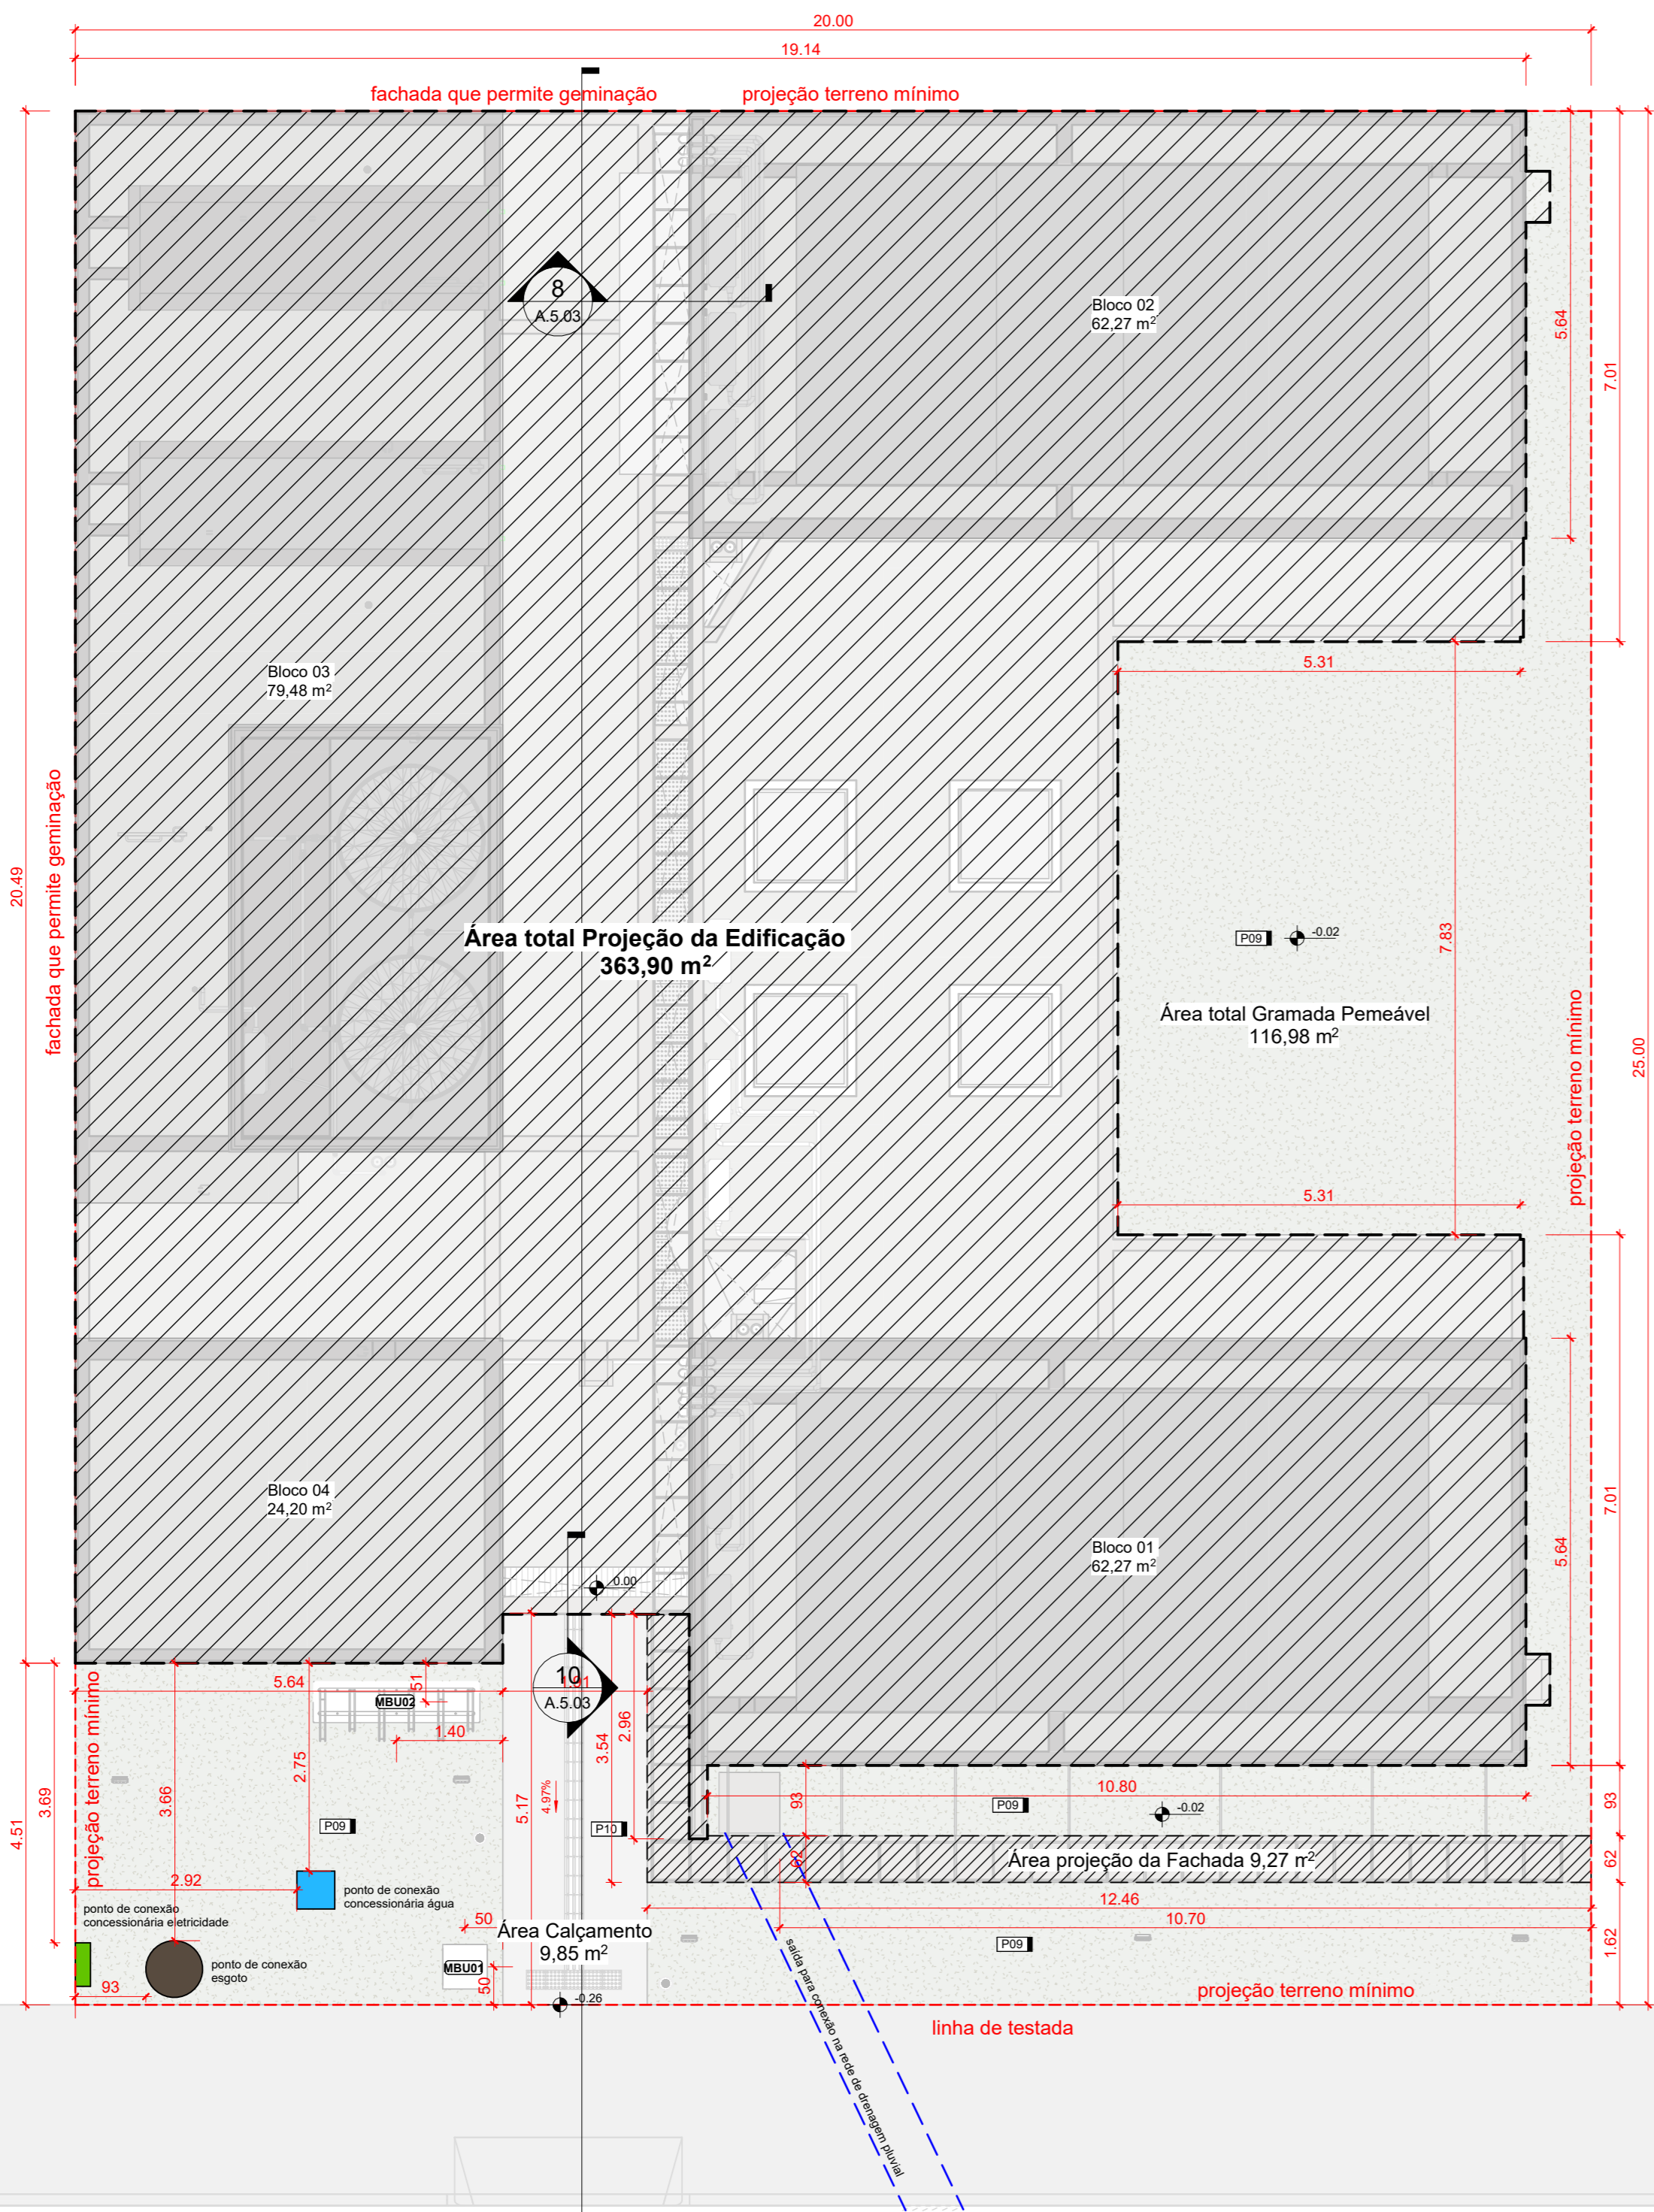 20.00
19.14
fachada que permite geminação
projeção terreno mínimo
8
A.5.03
Bloco 02
62,27 m²
5.64
7.01
Bloco 03
79,48 m²
5.31
20.49
fachada que permite geminação
Área total Projeção da Edificação
363,90 m²
P09
-0.02
7.83
Área total Gramada Pemeável
116,98 m²
projeção terreno mínimo
25.00
5.31
Bloco 04
24,20 m²
Bloco 01
62,27 m²
5.64
7.01
0.00
projeção terreno mínimo
5.64
51
MBU02
1.40
10
A.5.03
1.91
2.96
3.54
2.75
3.66
3.69
4.51
5.17
4.97%
P09
P10
93
10.80
P09
-0.02
93
62
Área projeção da Fachada 9,27 m²
62
2.92
ponto de conexão
concessionária água
12.46
10.70
ponto de conexão
concessionária eletricidade
50
Área Calçamento
9,85 m²
P09
1.62
ponto de conexão
esgoto
MBU01
93
50
-0.26
projeção terreno mínimo
linha de testada
saída para conexão na rede de drenagem pluvial